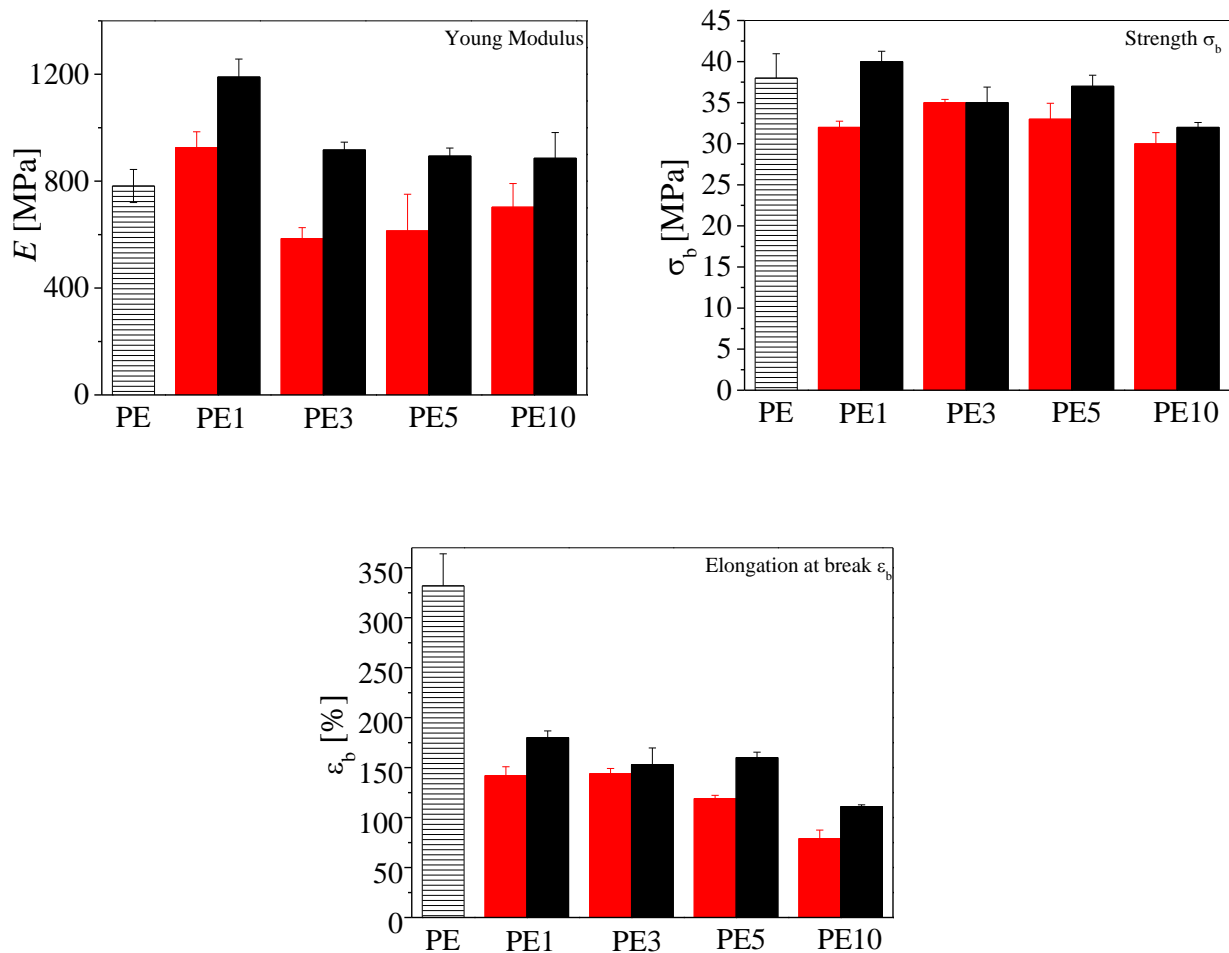 Young Modulus
E [MPa]
1200
800
400
0
PE PE1 PE3 PE5 PE10
Strength σb
σb [MPa]
45
40
35
30
25
20
15
10
5
0
PE PE1 PE3 PE5 PE10
Elongation at break εb
εb [%]
350
300
250
200
150
100
50
0
PE PE1 PE3 PE5 PE10